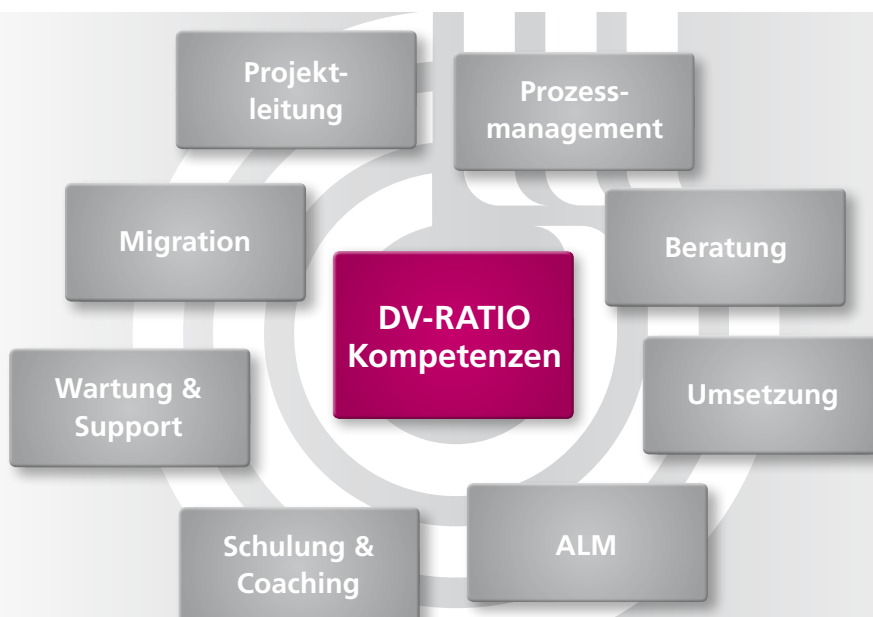 Projekt-
leitung
Prozess-
management
Migration
Beratung
DV-RATIO
Kompetenzen
Wartung &
Support
Umsetzung
Schulung &
Coaching
ALM